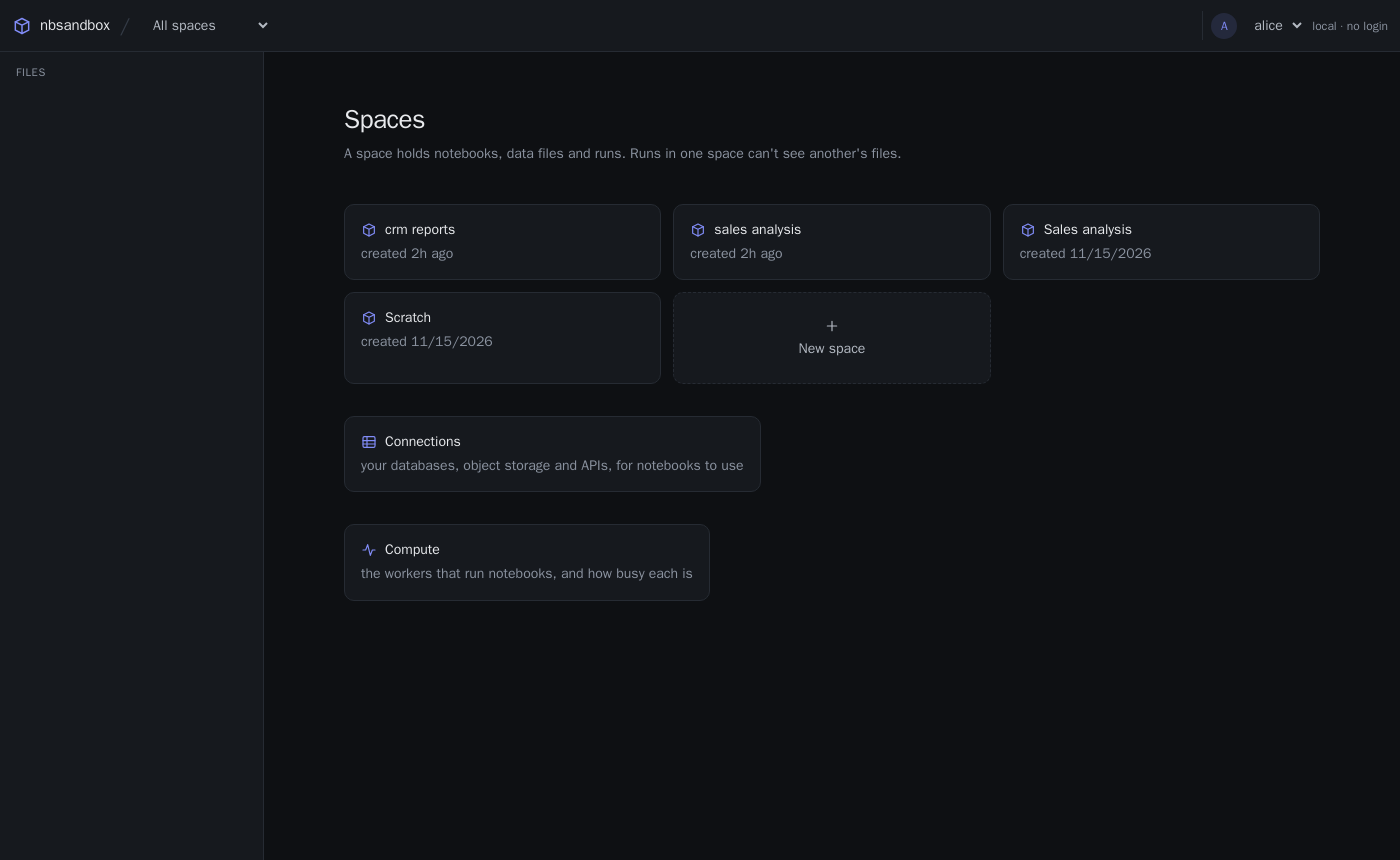 nbsandbox / All spaces
A alice local · no login
FILES
Spaces
A space holds notebooks, data files and runs. Runs in one space can't see another's files.
crm reports
created 2h ago
sales analysis
created 2h ago
Sales analysis
created 11/15/2026
Scratch
created 11/15/2026
+
New space
Connections
your databases, object storage and APIs, for notebooks to use
Compute
the workers that run notebooks, and how busy each is